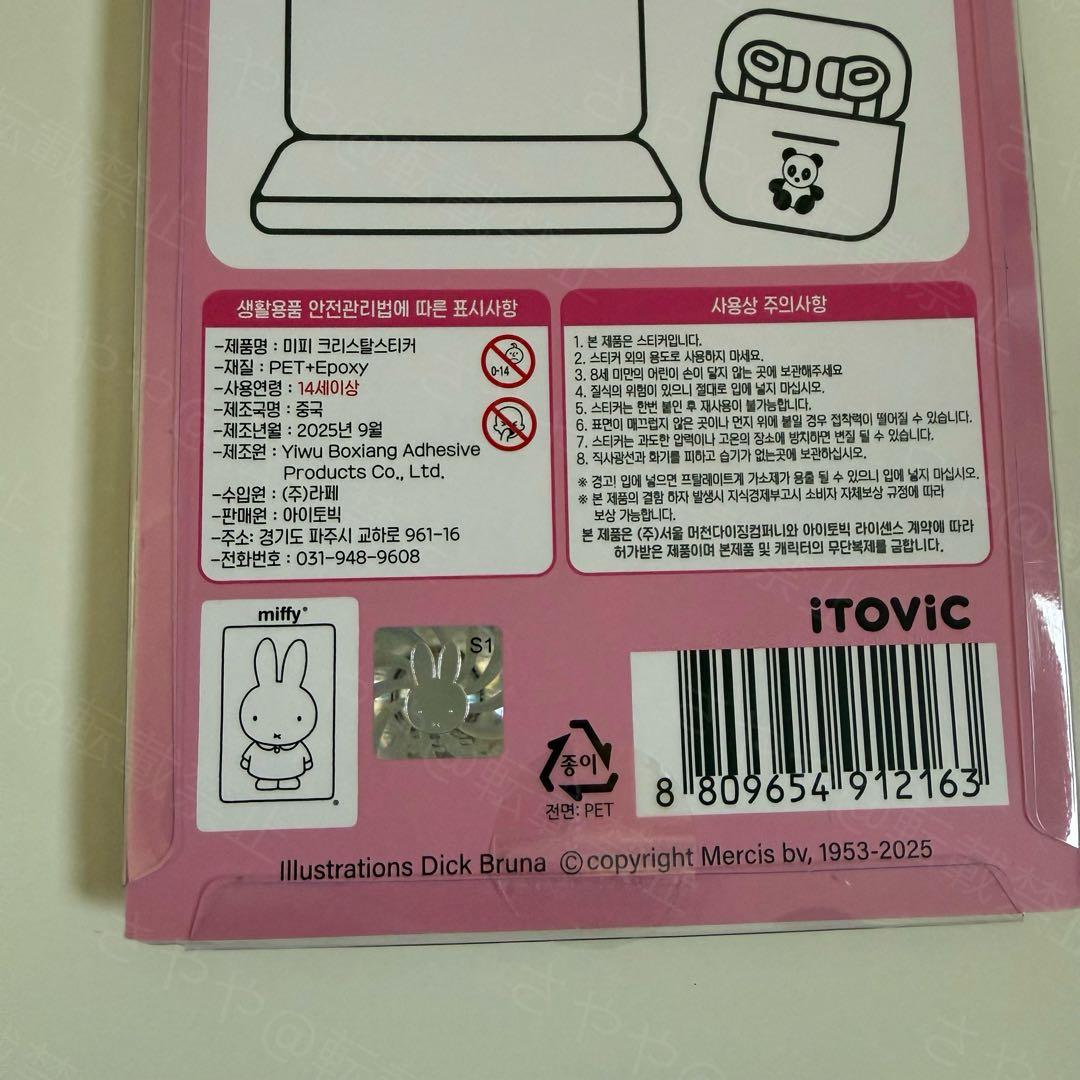 생활용품 안전관리법에 따른 표시사항
-제품명 : 미피 크리스탈스티커
-재질 : PET+Epoxy
-사용연령 : 14세이상
-제조국명 : 중국
-제조년월 : 2025년 9월
-제조원 : Yiwu Boxiang Adhesive
Products Co,. Ltd.
-수입원 : (주)라페
-판매원 : 아이토빅
-주소: 경기도 파주시 교하로 961-16
-전화번호 : 031-948-9608
0-14
사용상 주의사항
1. 본 제품은 스티커입니다.
2. 스티커 외의 용도로 사용하지 마세요.
3. 8세 미만의 어린이 손이 닿지 않는 곳에 보관해주세요
4. 질식의 위험이 있으니 절대로 입에 넣지 마십시오.
5. 스티커는 한번 붙인 후 재사용이 불가능합니다.
6. 표면이 매끄럽지 않은 곳이나 먼지 위에 붙일 경우 접착력이 떨어질 수 있습니다.
7. 스티커는 과도한 압력이나 고온의 장소에 방치하면 변질 될 수 있습니다.
8. 직사광선과 화기를 피하고 습기가 없는곳에 보관하십시오.
※ 경고! 입에 넣으면 프탈레이트계 가소제가 용출 될 수 있으니 입에 넣지 마십시오.
※ 본 제품의 결함 하자 발생시 지식경제부고시 소비자 자체보상 규정에 따라
보상 가능합니다.
본 제품은 (주)서울 머천다이징컴퍼니와 아이토빅 라이센스 계약에 따라
허가받은 제품이며 본제품 및 캐릭터의 무단복제를 금합니다.
miffy®
S1
iTOViC
종이
전면: PET
8 809654 912163
Illustrations Dick Bruna © copyright Mercis bv, 1953-2025
さやや@転載禁止